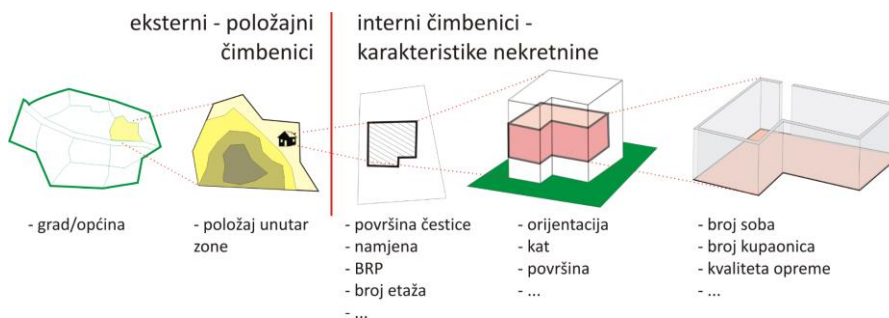 eksterni - položajni
čimbenici
interni čimbenici -
karakteristike nekretnine
- grad/općina
- položaj unutar
zone
- površina čestice
- namjena
- BRP
- broj etaža
- ...
- orijentacija
- kat
- površina
- ...
- broj soba
- broj kupaonica
- kvaliteta opreme
- ...